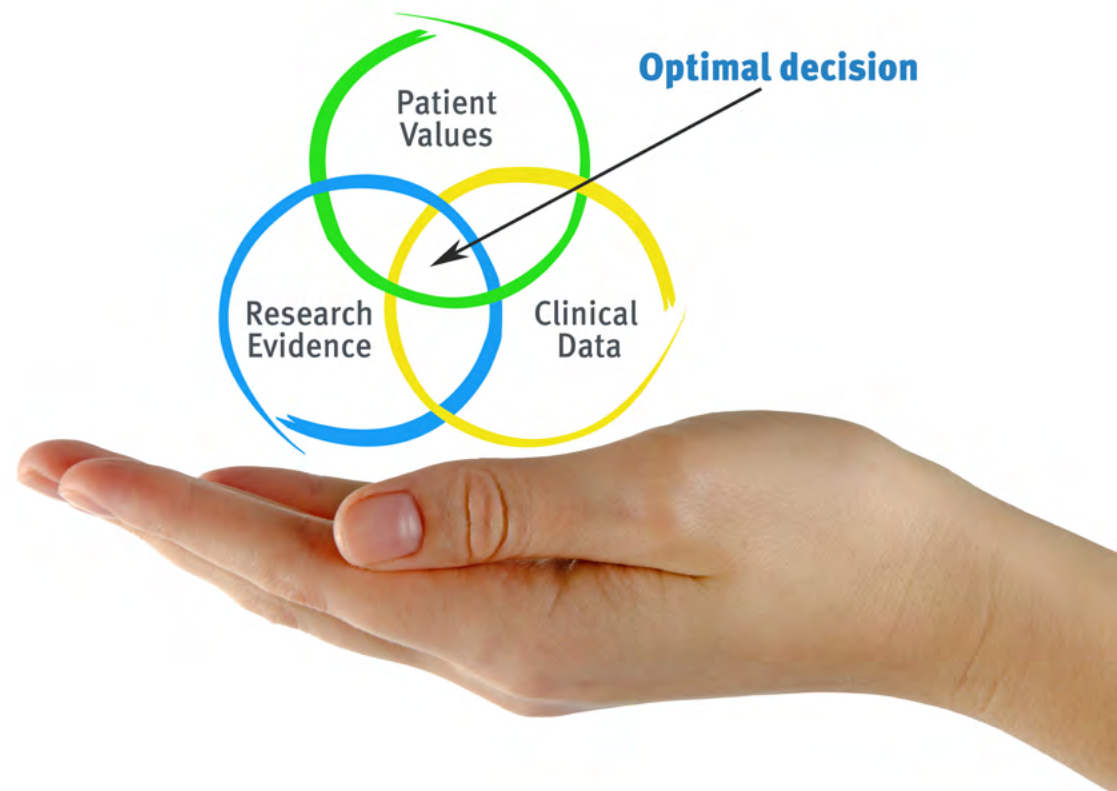 Optimal decision
Patient
Values
Research
Evidence
Clinical
Data